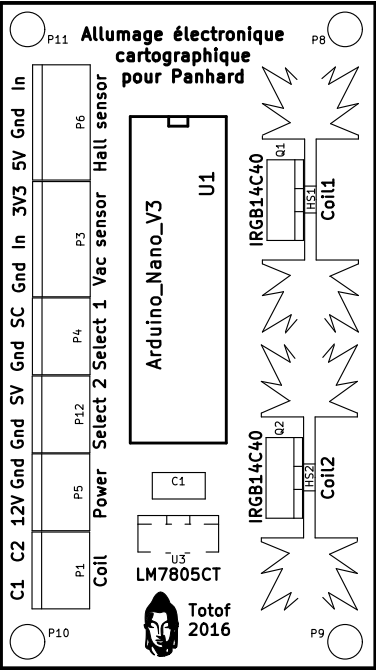 Allumage électronique
cartographique
pour Panhard
P11
P8
In
Gnd
5V
P6
Hall sensor
3V3
In
Gnd
P3
Vac sensor
SC
Gnd
P4
Select 1
SV
Gnd
P12
Select 2
Gnd
12V
P5
Power
C2
C1
P1
Coil
U1
Arduino_Nano_V3
Q1
IRGB14C40
HS1
Coil1
Q2
IRGB14C40
HS2
Coil2
C1
U3
LM7805CT
Totof
2016
P10
P9